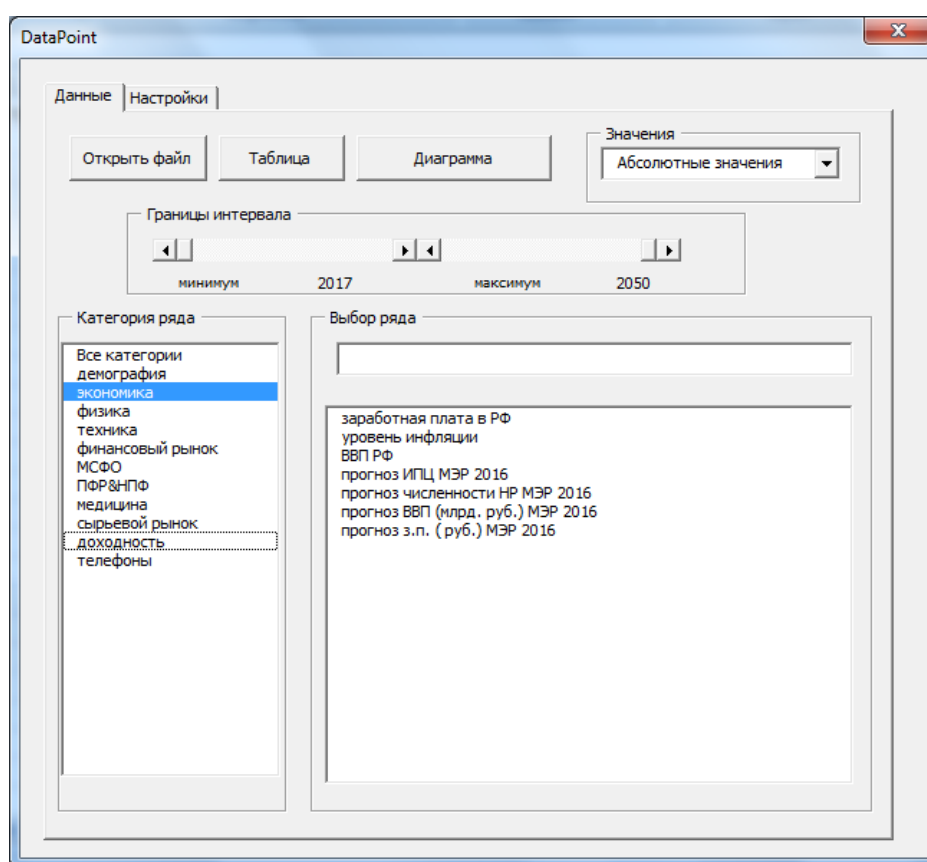 DataPoint
Данные Настройки
Открыть файл Таблица Диаграмма
Значения
Абсолютные значения
Границы интервала
минимум 2017 максимум 2050
Категория ряда
Все категории
демография
экономика
физика
техника
финансовый рынок
МСФО
ПФР&НПФ
медицина
сырьевой рынок
доходность
телефоны
Выбор ряда
заработная плата в РФ
уровень инфляции
ВВП РФ
прогноз ИПЦ МЭР 2016
прогноз численности НР МЭР 2016
прогноз ВВП (млрд. руб.) МЭР 2016
прогноз з.п. ( руб.) МЭР 2016